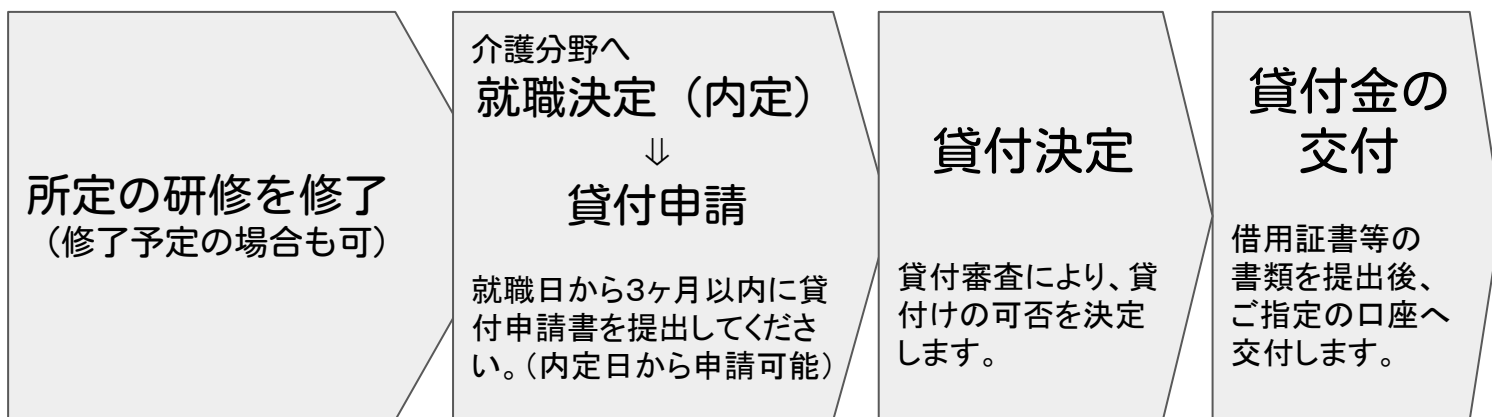 所定の研修を修了
（修了予定の場合も可）
介護分野へ
就職決定（内定）
⇓
貸付申請
就職日から3ヶ月以内に貸
付申請書を提出してくださ
い。（内定日から申請可能）
貸付決定
貸付審査により、貸
付けの可否を決定
します。
貸付金の
交付
借用証書等の
書類を提出後、
ご指定の口座へ
交付します。